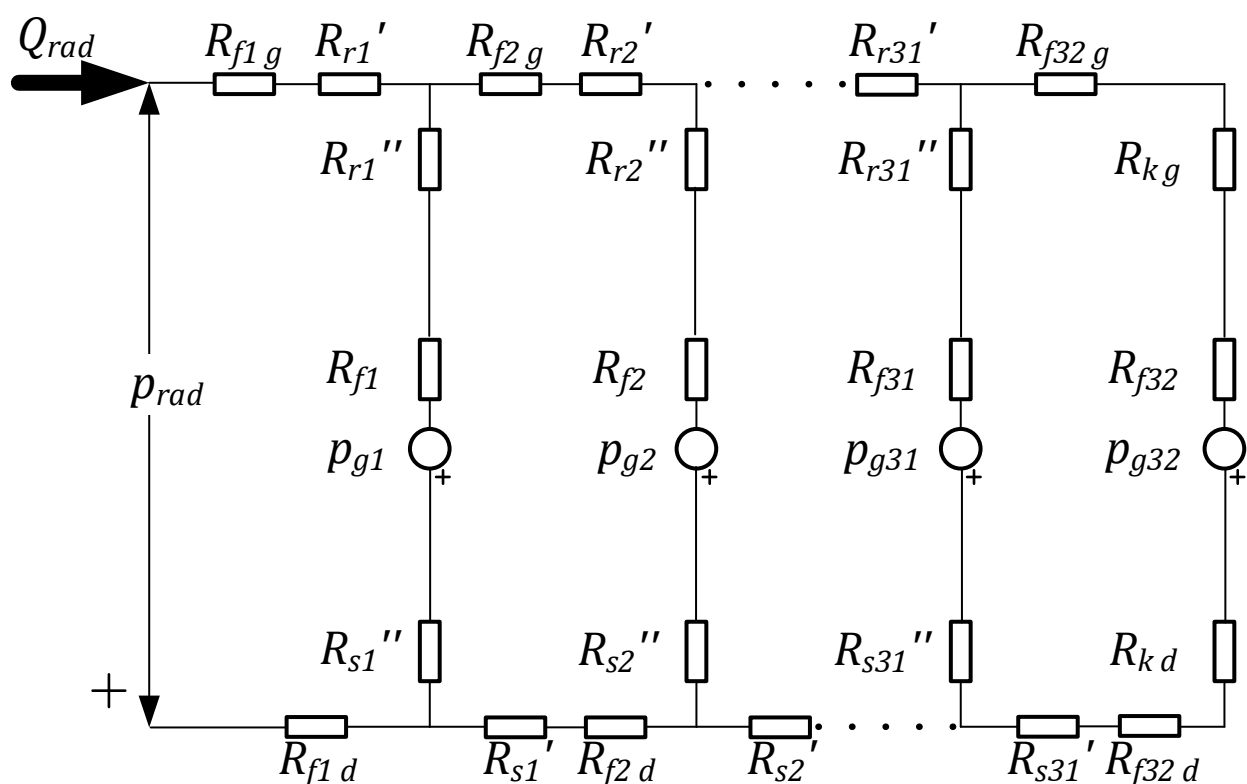 Q_rad R_f1 g R_r1' R_f2 g R_r2' . . . . . R_r31' R_f32 g
R_r1'' R_r2'' R_r31'' R_k g
p_rad R_f1 R_f2 R_f31 R_f32
p_g1 p_g2 p_g31 p_g32
+ + + +
R_s1'' R_s2'' R_s31'' R_k d
+
R_f1 d R_s1' R_f2 d R_s2' . . . . . R_s31' R_f32 d